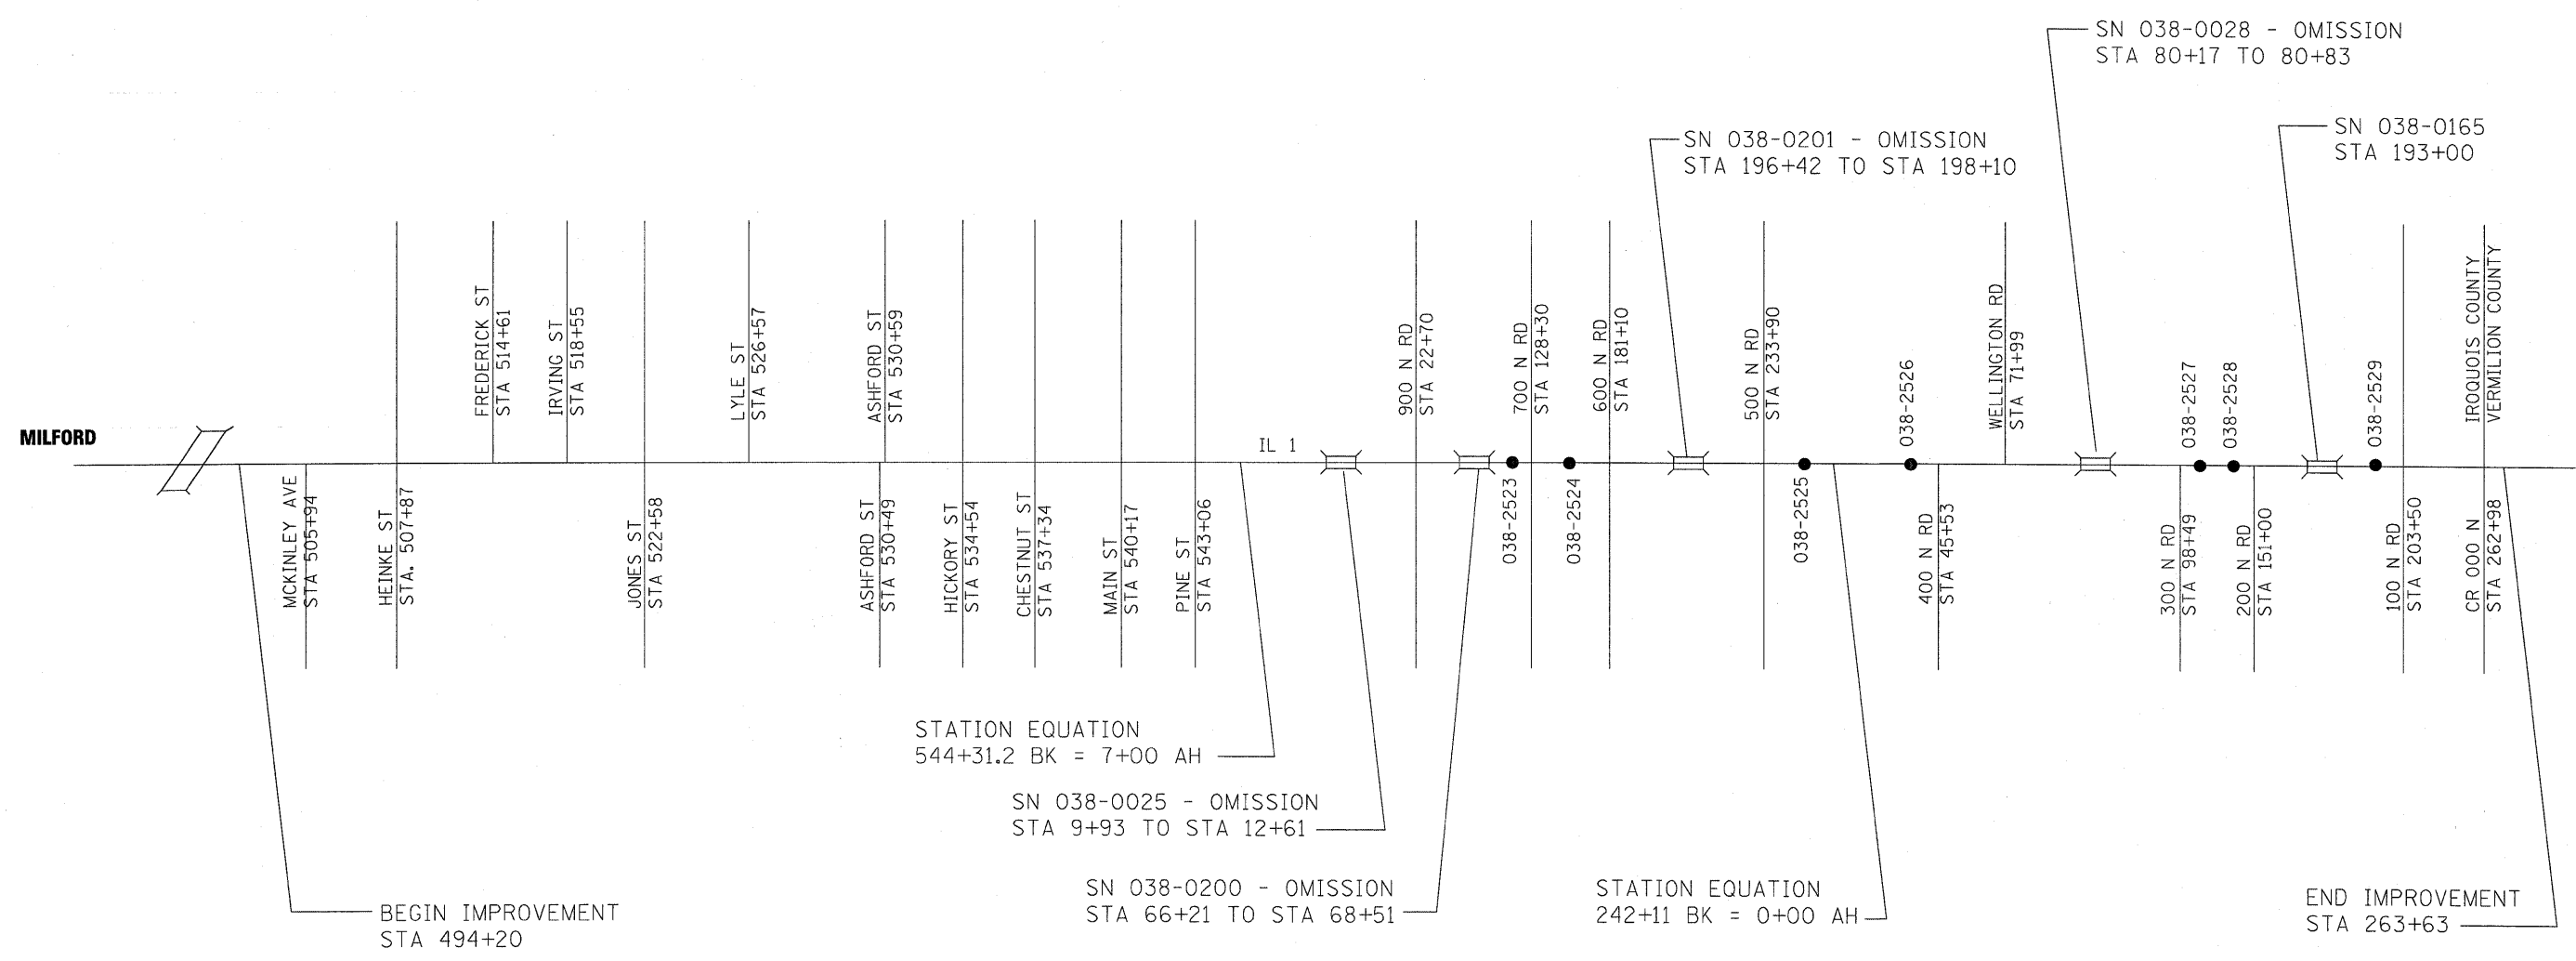 SN 038-0028 - OMISSION
STA 80+17 TO 80+83
SN 038-0201 - OMISSION
STA 196+42 TO STA 198+10
SN 038-0165
STA 193+00
MILFORD
FREDERICK ST
STA 514+61
IRVING ST
STA 518+55
LYLE ST
STA 526+57
ASHFORD ST
STA 530+59
IL 1
900 N RD
STA 22+70
700 N RD
STA 128+30
600 N RD
STA 181+10
500 N RD
STA 233+90
038-2526
WELLINGTON RD
STA 71+99
038-2527
038-2528
038-2529
IROQUOIS COUNTY
VERMILION COUNTY
MCKINLEY AVE
STA 505+94
HEINKE ST
STA. 507+87
JONES ST
STA 522+58
ASHFORD ST
STA 530+49
HICKORY ST
STA 534+54
CHESTNUT ST
STA 537+34
MAIN ST
STA 540+17
PINE ST
STA 543+06
038-2523
038-2524
038-2525
400 N RD
STA 45+53
300 N RD
STA 98+49
200 N RD
STA 151+00
100 N RD
STA 203+50
CR 000 N
STA 262+98
STATION EQUATION
544+31.2 BK = 7+00 AH
SN 038-0025 - OMISSION
STA 9+93 TO STA 12+61
SN 038-0200 - OMISSION
STA 66+21 TO STA 68+51
STATION EQUATION
242+11 BK = 0+00 AH
BEGIN IMPROVEMENT
STA 494+20
END IMPROVEMENT
STA 263+63